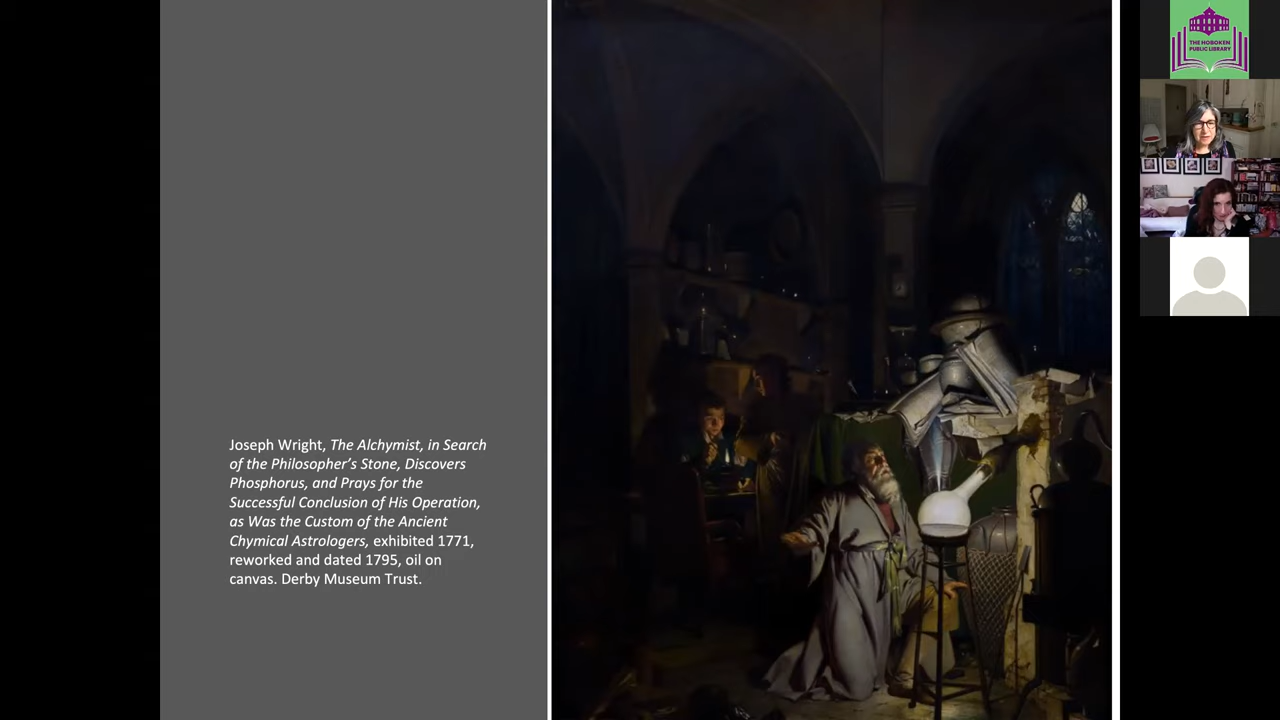 Joseph Wright, The Alchemist, in Search
of the Philosopher's Stone, Discovers
Phosphorus, and Prays for the
Successful Conclusion of His Operation,
as Was the Custom of the Ancient
Chymical Astrologers, exhibited 1771,
reworked and dated 1795, oil on
canvas. Derby Museum Trust.
THE HOBOKEN
PUBLIC LIBRARY